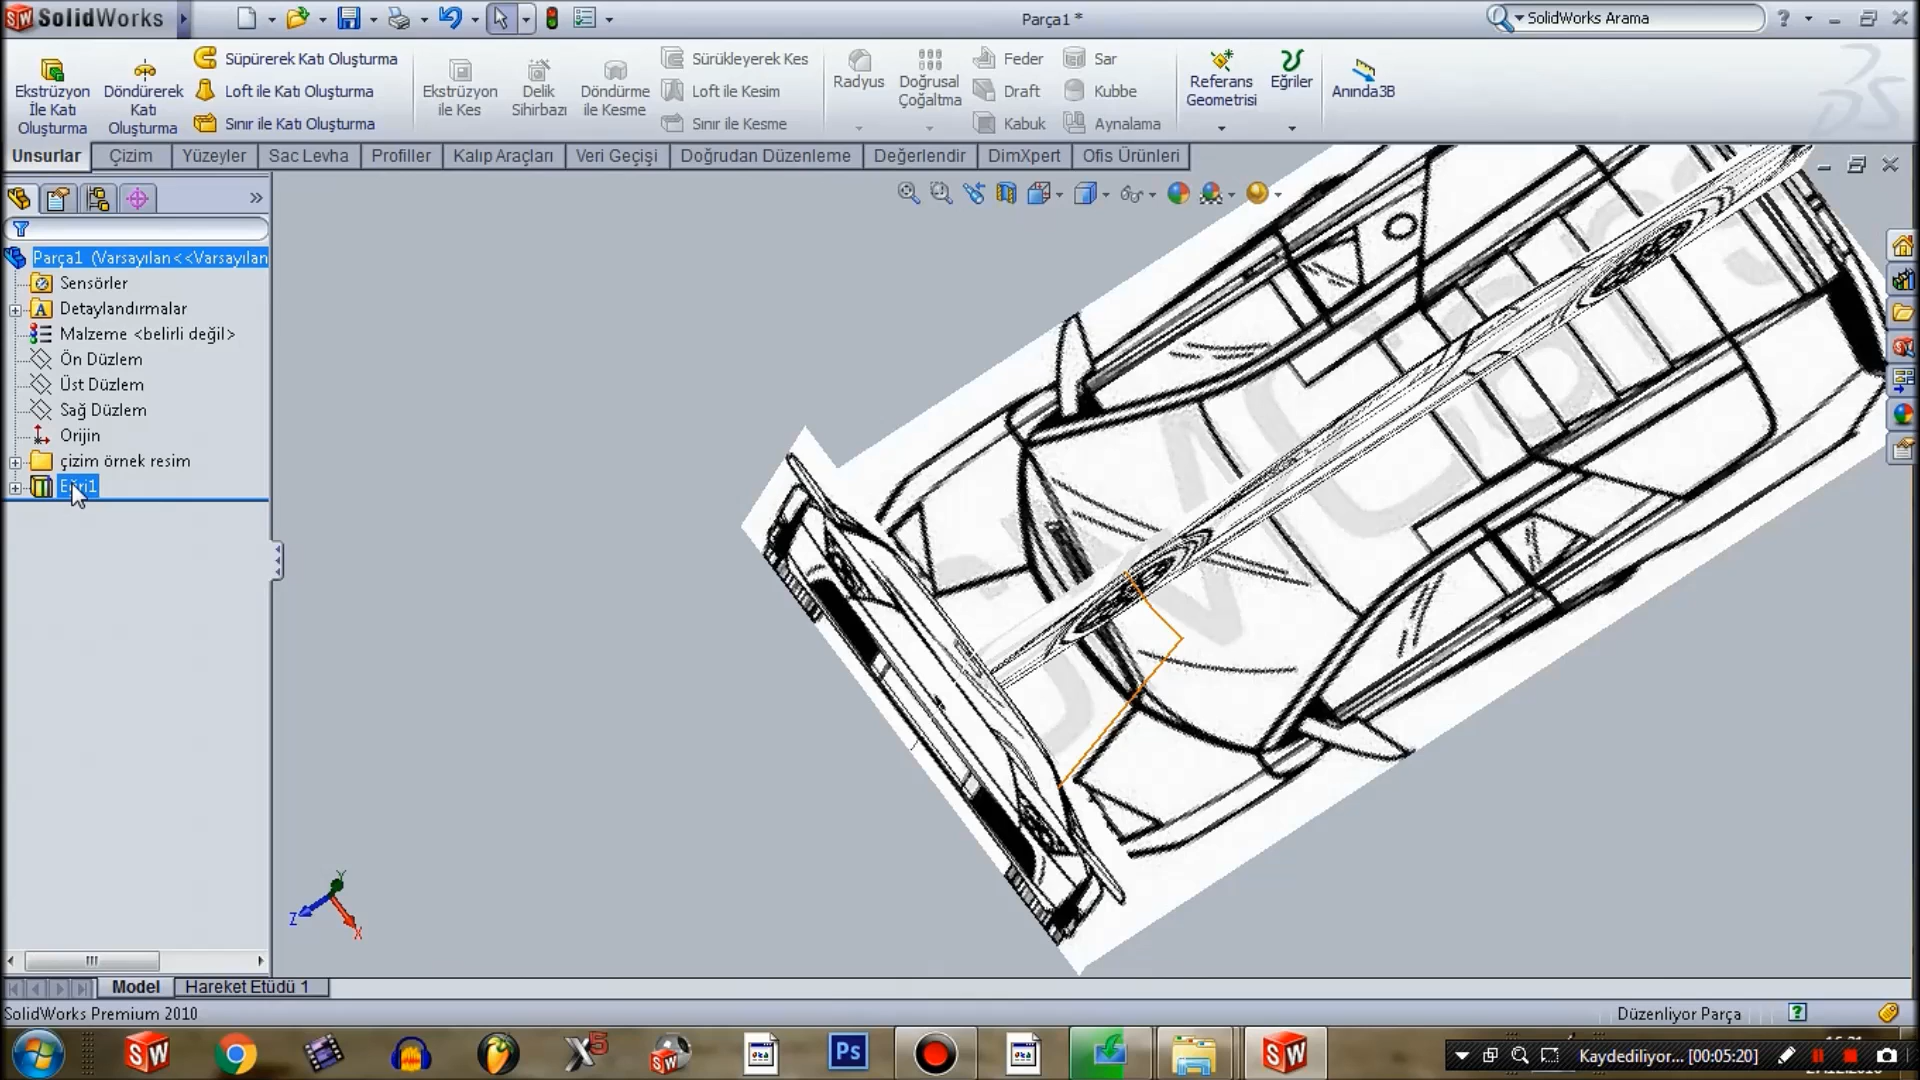 SolidWorks
Parça1 *
SolidWorks Arama
Ekstrüzyon İle Katı Oluşturma
Döndürerek Katı Oluşturma
Süpürerek Katı Oluşturma
Loft ile Katı Oluşturma
Sınır ile Katı Oluşturma
Ekstrüzyon ile Kes
Delik Sihirbazı
Döndürme ile Kesme
Sürükleyerek Kes
Loft ile Kesim
Sınır ile Kesme
Radyus
Doğrusal Çoğaltma
Feder
Draft
Kabuk
Sar
Kubbe
Aynalama
Referans Geometrisi
Eğriler
Anında3B
Unsurlar
Çizim
Yüzeyler
Sac Levha
Profiller
Kalıp Araçları
Veri Geçişi
Doğrudan Düzenleme
Değerlendir
DimXpert
Ofis Ürünleri
Parça1 (Varsayılan<<Varsayılan
Sensörler
Detaylandırmalar
Malzeme <belirli değil>
Ön Düzlem
Üst Düzlem
Sağ Düzlem
Orijin
çizim örnek resim
Y
Z
X
Model
Hareket Etüdü 1
SolidWorks Premium 2010
Düzenliyor Parça
Ps
Kaydediliyor... [00:05:20]